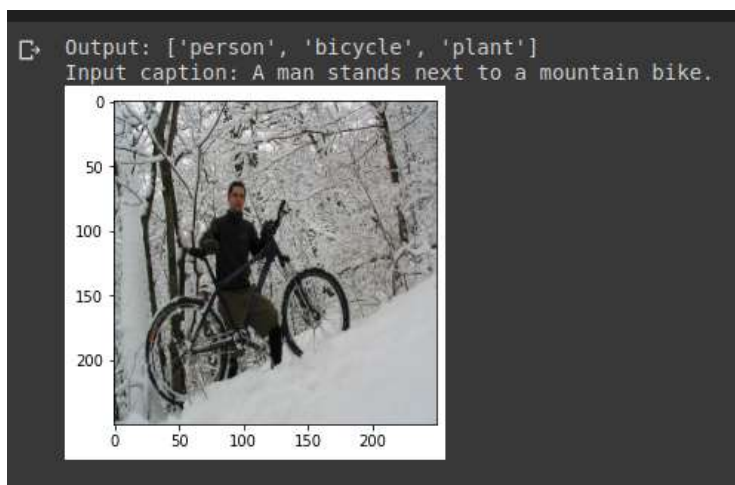 Output: ['person', 'bicycle', 'plant']
Input caption: A man stands next to a mountain bike.
0
50
100
150
200
0 50 100 150 200